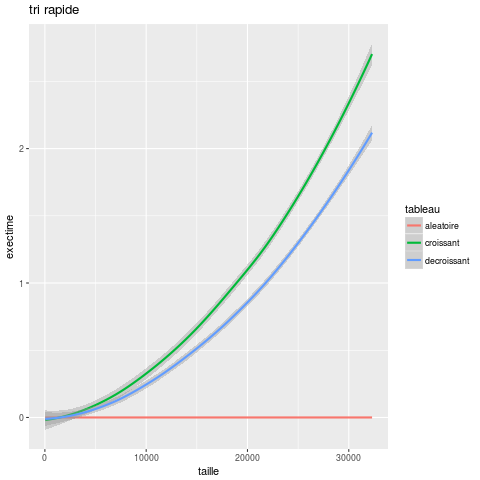 tri rapide
exectime
2
1
0
0
10000
20000
30000
taille
tableau
aleatoire
croissant
decroissant